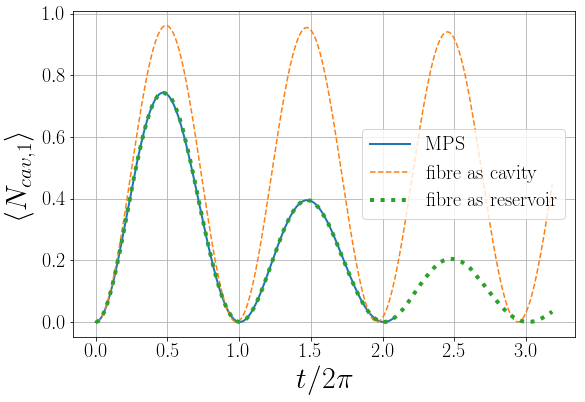 1.0
0.8
0.6
0.4
0.2
0.0
⟨N_{cav,1}⟩
MPS
fibre as cavity
fibre as reservoir
0.0 0.5 1.0 1.5 2.0 2.5 3.0
t/2π